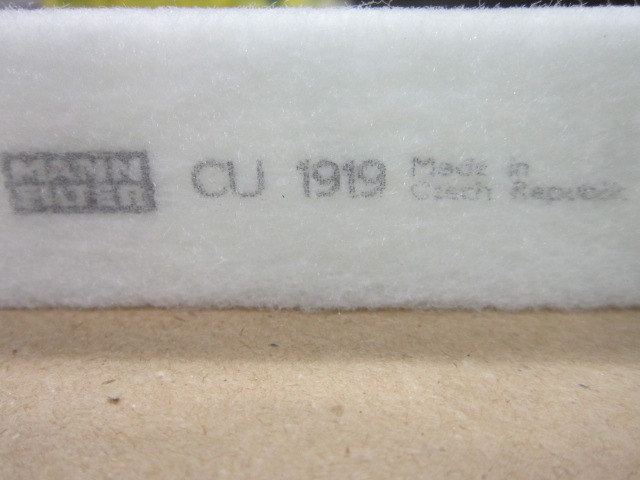 MANN
FILTER
CU 1919
Made in
Czech Republic